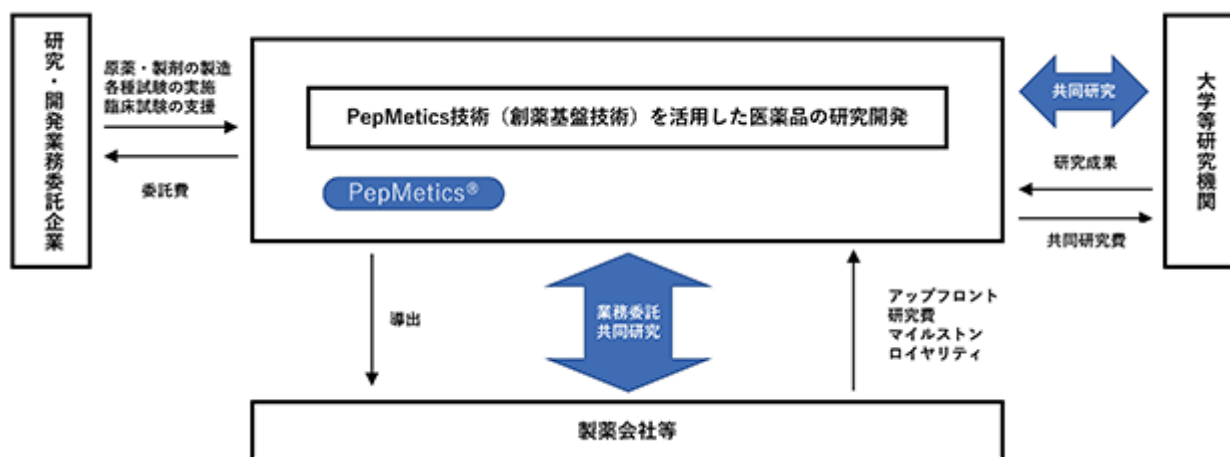 研究・開発業務委託企業
原薬・製剤の製造
各種試験の実施
臨床試験の支援
委託費
PepMetics技術（創薬基盤技術）を活用した医薬品の研究開発
PepMetics®
共同研究
研究成果
共同研究費
大学等研究機関
導出
業務委託
共同研究
アップフロント
研究費
マイルストン
ロイヤリティ
製薬会社等